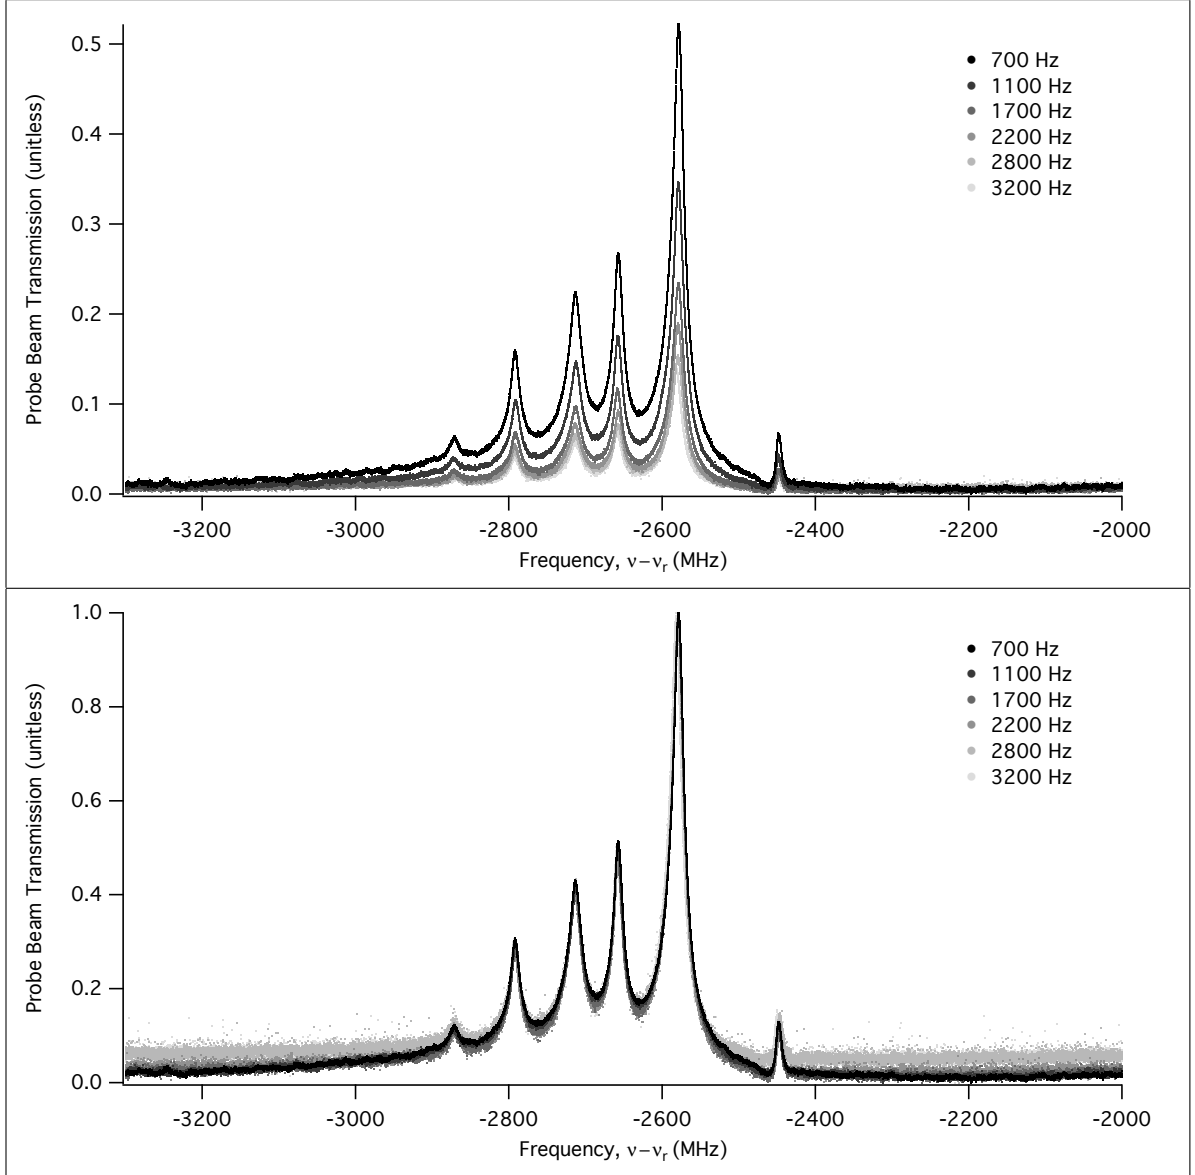 Probe Beam Transmission (unitless)
0.5
0.4
0.3
0.2
0.1
0.0
700 Hz
1100 Hz
1700 Hz
2200 Hz
2800 Hz
3200 Hz
-3200 -3000 -2800 -2600 -2400 -2200 -2000
Frequency, ν−νr (MHz)
Probe Beam Transmission (unitless)
1.0
0.8
0.6
0.4
0.2
0.0
700 Hz
1100 Hz
1700 Hz
2200 Hz
2800 Hz
3200 Hz
-3200 -3000 -2800 -2600 -2400 -2200 -2000
Frequency, ν−νr (MHz)